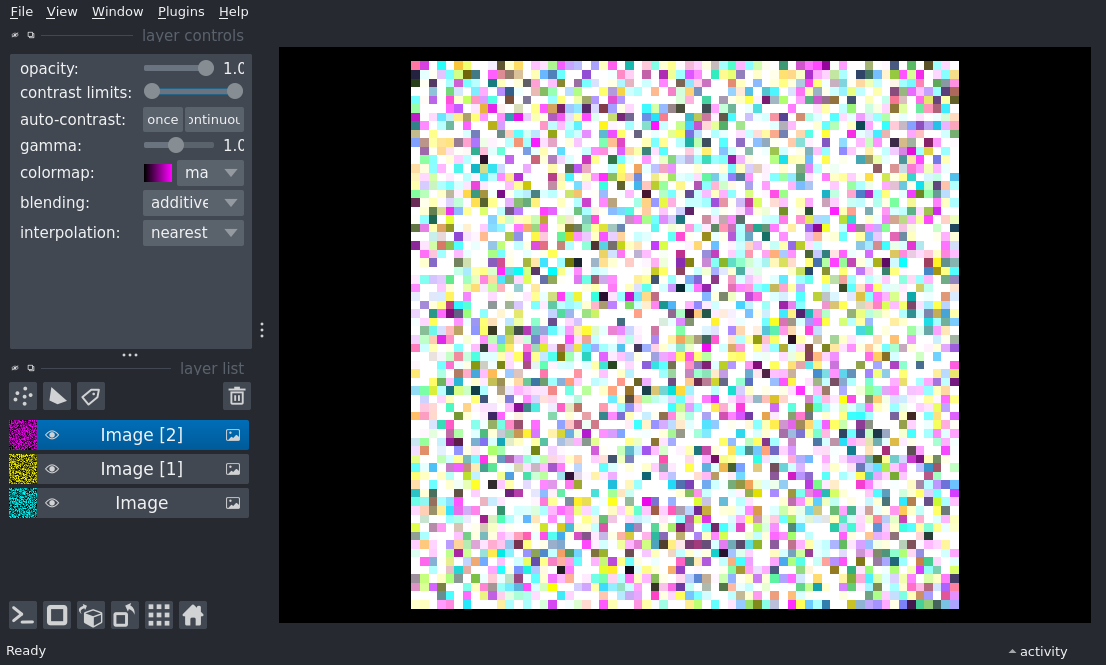 File View Window Plugins Help
layer controls
opacity: 1.0
contrast limits:
auto-contrast: once ontinuou
gamma: 1.0
colormap: ma
blending: additive
interpolation: nearest
layer list
Image [2]
Image [1]
Image
Ready
activity